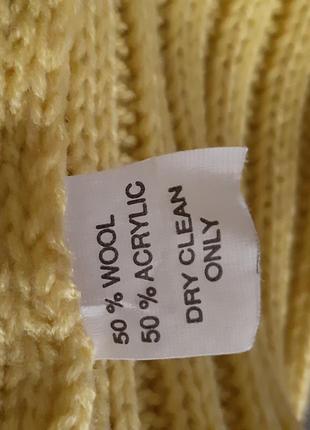 50 % WOOL
50 % ACRYLIC
DRY CLEAN
ONLY